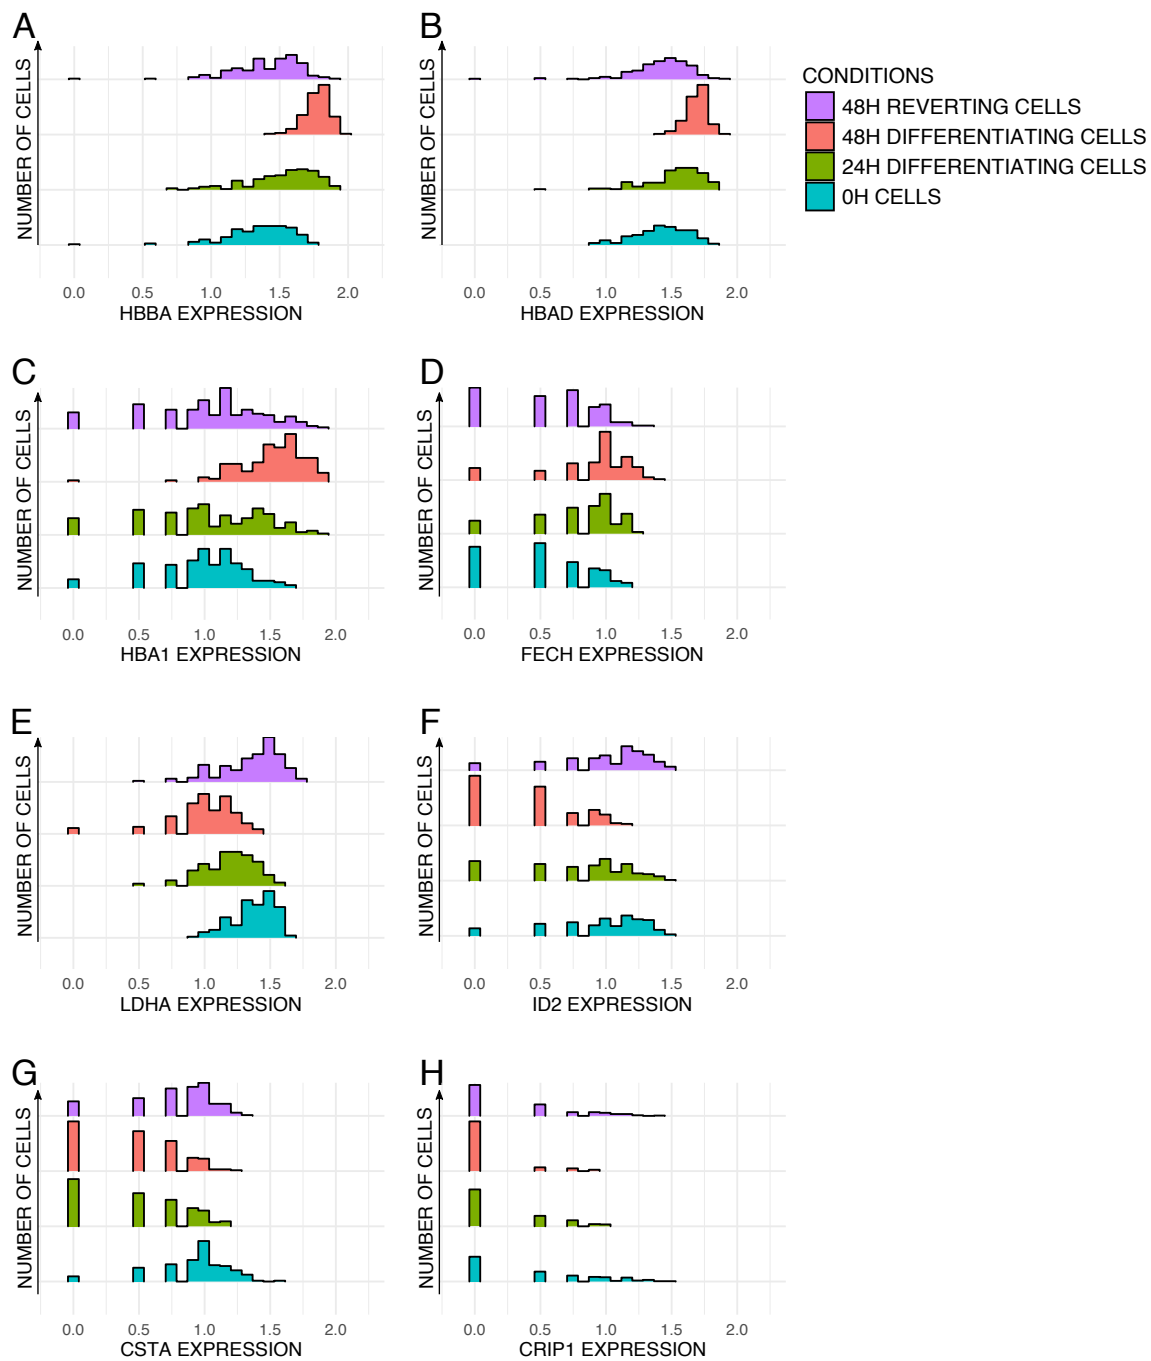 A
B
NUMBER OF CELLS
NUMBER OF CELLS
0.0 0.5 1.0 1.5 2.0
0.0 0.5 1.0 1.5 2.0
HBBA EXPRESSION
HBAD EXPRESSION
CONDITIONS
48H REVERTING CELLS
48H DIFFERENTIATING CELLS
24H DIFFERENTIATING CELLS
0H CELLS
C
D
NUMBER OF CELLS
NUMBER OF CELLS
0.0 0.5 1.0 1.5 2.0
0.0 0.5 1.0 1.5 2.0
HBA1 EXPRESSION
FECH EXPRESSION
E
F
NUMBER OF CELLS
NUMBER OF CELLS
0.0 0.5 1.0 1.5 2.0
0.0 0.5 1.0 1.5 2.0
LDHA EXPRESSION
ID2 EXPRESSION
G
H
NUMBER OF CELLS
NUMBER OF CELLS
0.0 0.5 1.0 1.5 2.0
0.0 0.5 1.0 1.5 2.0
CSTA EXPRESSION
CRIP1 EXPRESSION